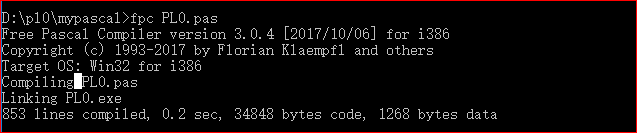 D:\p10\mypascal>fpc PL0.pas
Free Pascal Compiler version 3.0.4 [2017/10/06] for i386
Copyright (c) 1993-2017 by Florian Klaempfl and others
Target OS: Win32 for i386
Compiling PL0.pas
Linking PL0.exe
853 lines compiled, 0.2 sec, 34848 bytes code, 1268 bytes data